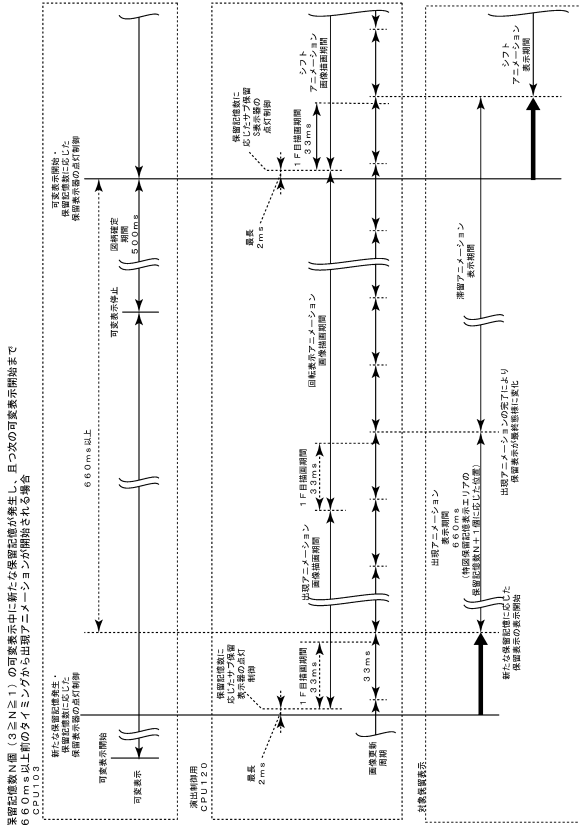 保留記憶数N個（3≧N≧1）の可変表示中に新たな保留記憶が発生し、且つ次の可変表示開始まで
660ms以上前のタイミングから出現アニメーションが開始される場合
CPU103
新たな保留記憶発生・
保留記憶数に応じた
保留表示器の点灯制御
可変表示開始・
保留記憶数に応じた
保留表示器の点灯制御
660ms以上
可変表示開始
可変表示停止
図柄確定
期間
500ms
可変表示
演出制御用
CPU120
保留記憶数に
応じたサブ保留
表示器の点灯
制御
保留記憶数に
応じたサブ保留
S表示器の
点灯制御
最長
2ms
最長
2ms
1F目描画期間
33ms
1F目描画期間
33ms
1F目描画期間
33ms
出現アニメーション
画像描画期間
回転表示アニメーション
画像描画期間
シフト
アニメーション
画像描画期間
33ms
画像更新
周期
対象保留表示
出現アニメーション
表示期間
660ms
（特図保留記憶表示エリアの
保留記憶数N+1個に応じた位置）
滞留アニメーション
表示期間
シフト
アニメーション
表示期間
新たな保留記憶に応じた
保留表示の表示開始
出現アニメーションの完了により
保留表示が最終態様に変化